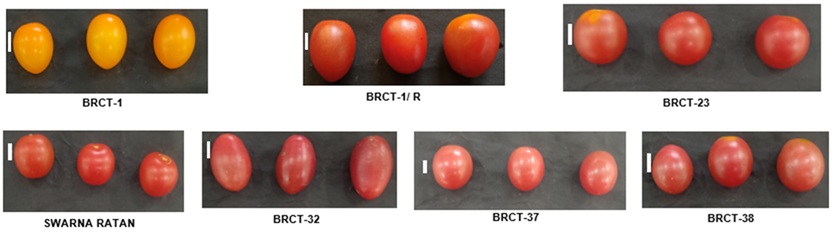 BRCT-1
BRCT-1/ R
BRCT-23
SWARNA RATAN
BRCT-32
BRCT-37
BRCT-38